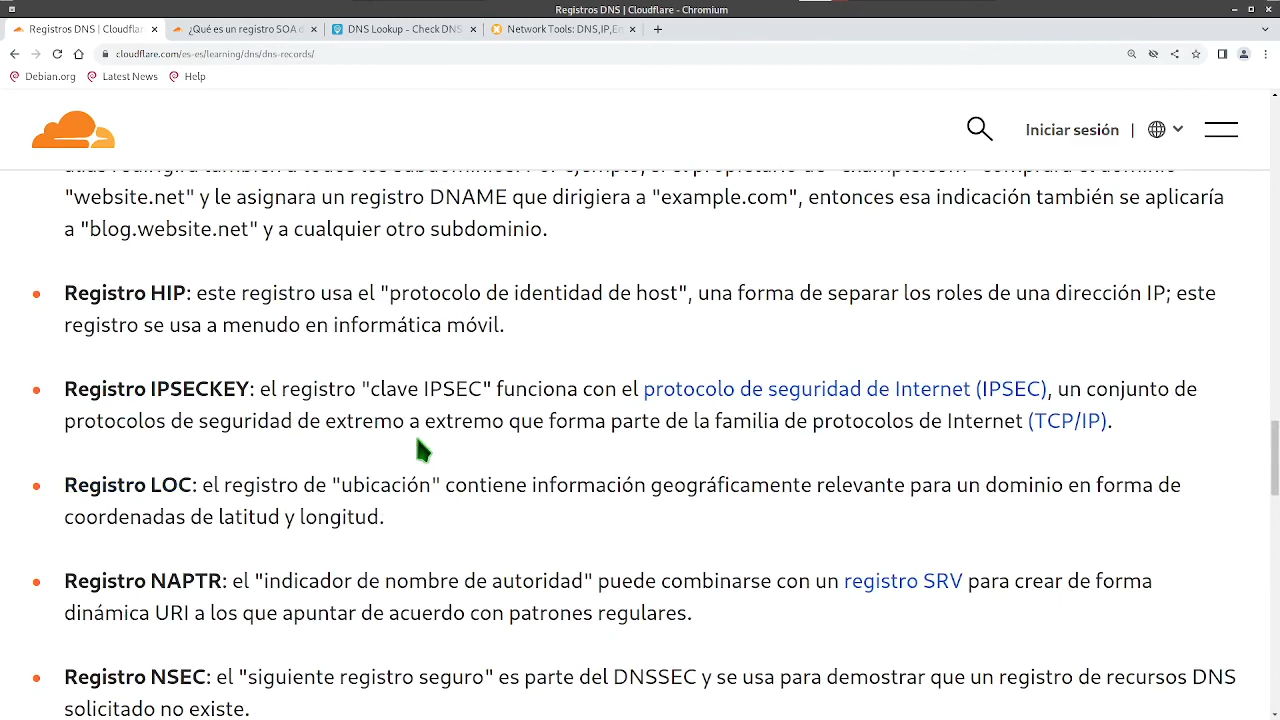 Registros DNS | Cloudflare - Chromium
Registros DNS | Cloudflar
¿Qué es un registro SOA d
DNS Lookup - Check DNS
Network Tools: DNS,IP,Em
cloudflare.com/es-es/learning/dns/dns-records/
Debian.org
Latest News
Help
Iniciar sesión |
"website.net" y le asignara un registro DNAME que dirigiera a "example.com", entonces esa indicación también se aplicaría
a "blog.website.net" y a cualquier otro subdominio.
• Registro HIP: este registro usa el "protocolo de identidad de host", una forma de separar los roles de una dirección IP; este
registro se usa a menudo en informática móvil.
• Registro IPSECKEY: el registro "clave IPSEC" funciona con el protocolo de seguridad de Internet (IPSEC), un conjunto de
protocolos de seguridad de extremo a extremo que forma parte de la familia de protocolos de Internet (TCP/IP).
• Registro LOC: el registro de "ubicación" contiene información geográficamente relevante para un dominio en forma de
coordenadas de latitud y longitud.
• Registro NAPTR: el "indicador de nombre de autoridad" puede combinarse con un registro SRV para crear de forma
dinámica URI a los que apuntar de acuerdo con patrones regulares.
• Registro NSEC: el "siguiente registro seguro" es parte del DNSSEC y se usa para demostrar que un registro de recursos DNS
solicitado no existe.